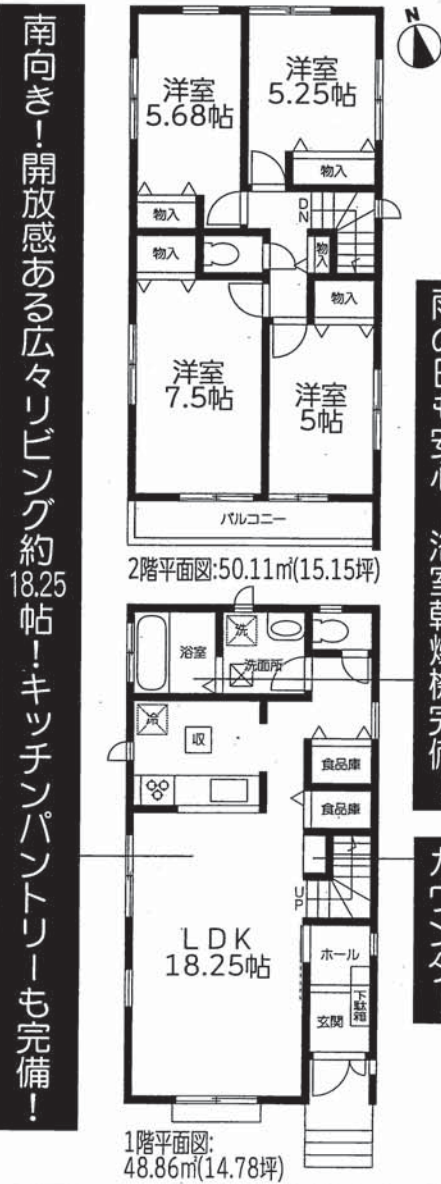 南向き！開放感ある広々リビング約18.25帖！キッチンパントリーも完備！
N
洋室
5.68帖
洋室
5.25帖
物入
物入
DN
物入
物入
物入
洋室
7.5帖
洋室
5帖
バルコニー
2階平面図:50.11㎡(15.15坪)
浴室
洗
洗面所
冷
収
食品庫
食品庫
UP
LDK
18.25帖
ホール
下駄箱
玄関
1階平面図:
48.86㎡(14.78坪)